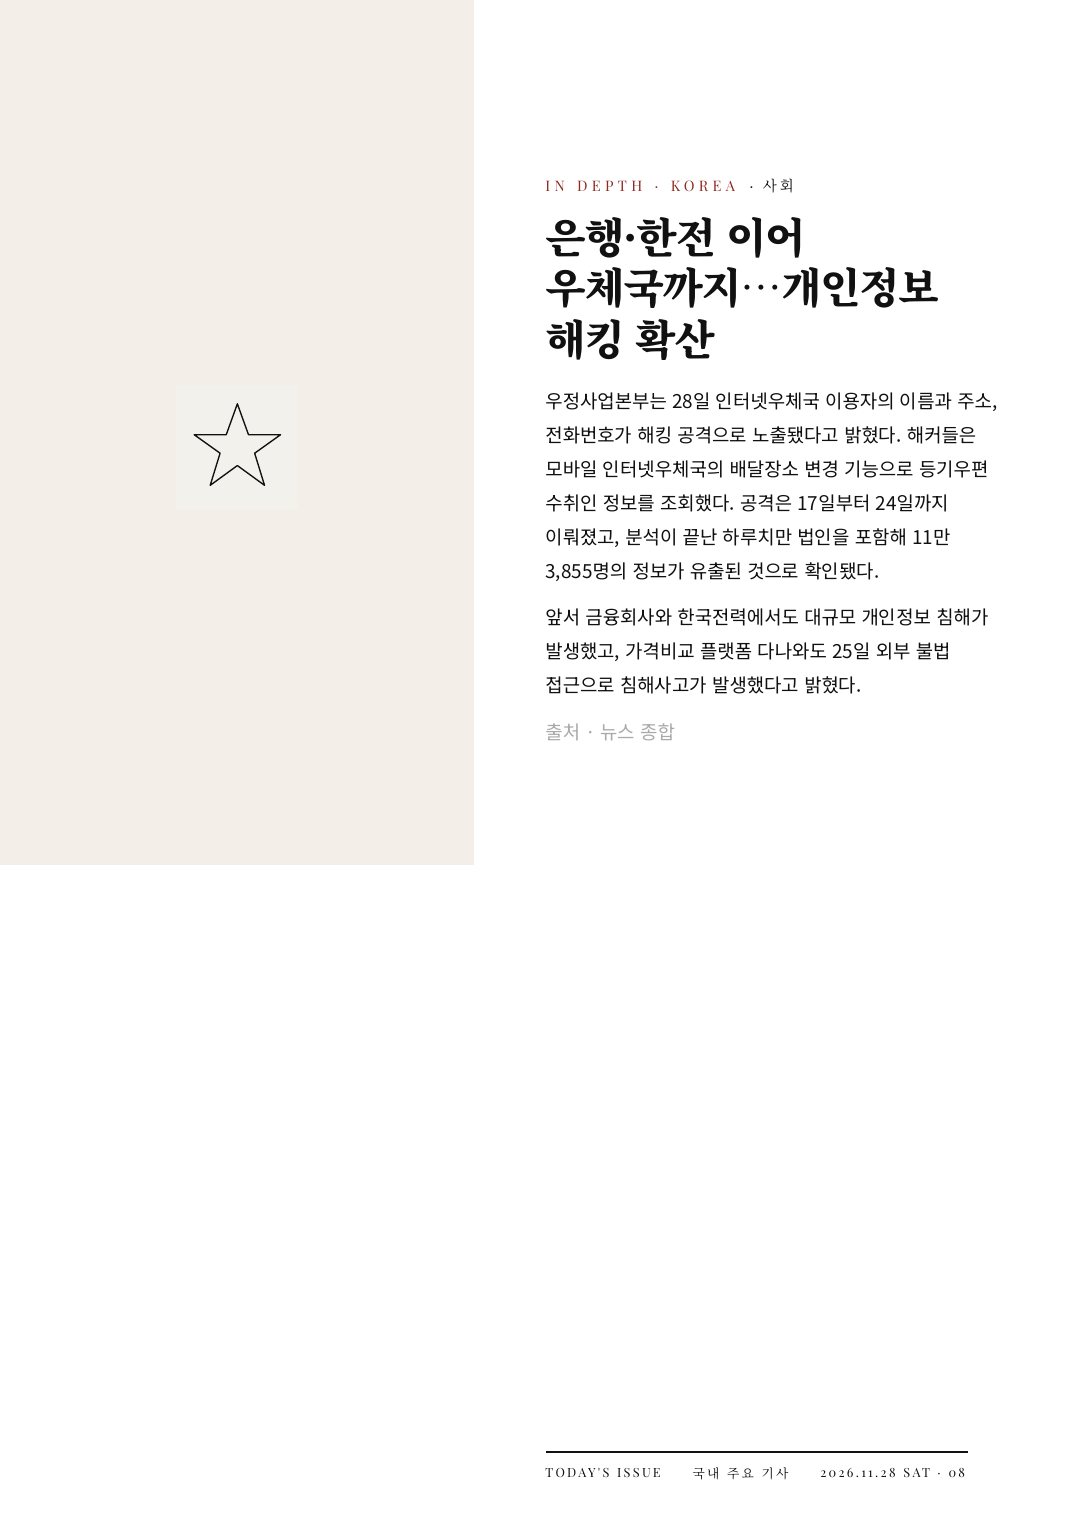 IN DEPTH · KOREA · 사회
은행·한전 이어
우체국까지…개인정보
해킹 확산
우정사업본부는 28일 인터넷우체국 이용자의 이름과 주소,
전화번호가 해킹 공격으로 노출됐다고 밝혔다. 해커들은
모바일 인터넷우체국의 배달장소 변경 기능으로 등기우편
수취인 정보를 조회했다. 공격은 17일부터 24일까지
이뤄졌고, 분석이 끝난 하루치만 법인을 포함해 11만
3,855명의 정보가 유출된 것으로 확인됐다.
앞서 금융회사와 한국전력에서도 대규모 개인정보 침해가
발생했고, 가격비교 플랫폼 다나와도 25일 외부 불법
접근으로 침해사고가 발생했다고 밝혔다.
출처 · 뉴스 종합
TODAY'S ISSUE 국내 주요 기사 2026.11.28 SAT · 08